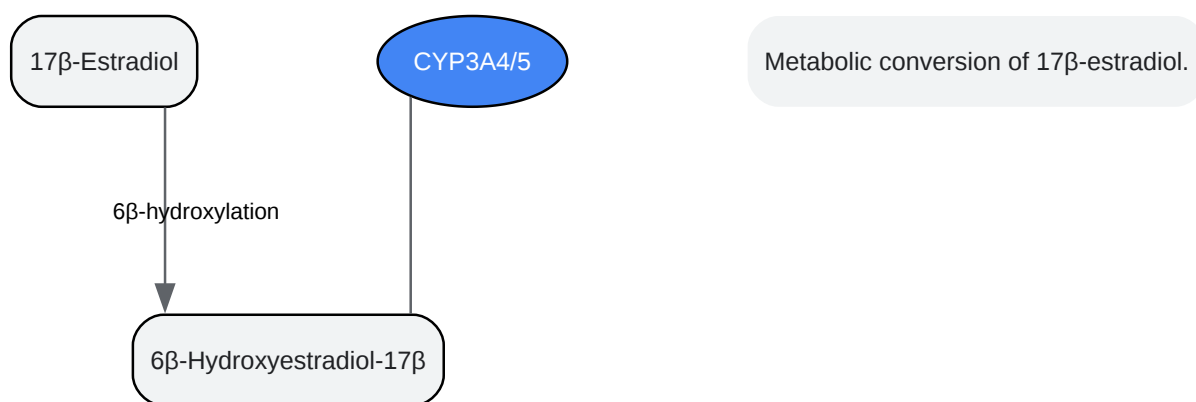 17β-Estradiol
CYP3A4/5
Metabolic conversion of 17β-estradiol.
6β-hydroxylation
6β-Hydroxyestradiol-17β